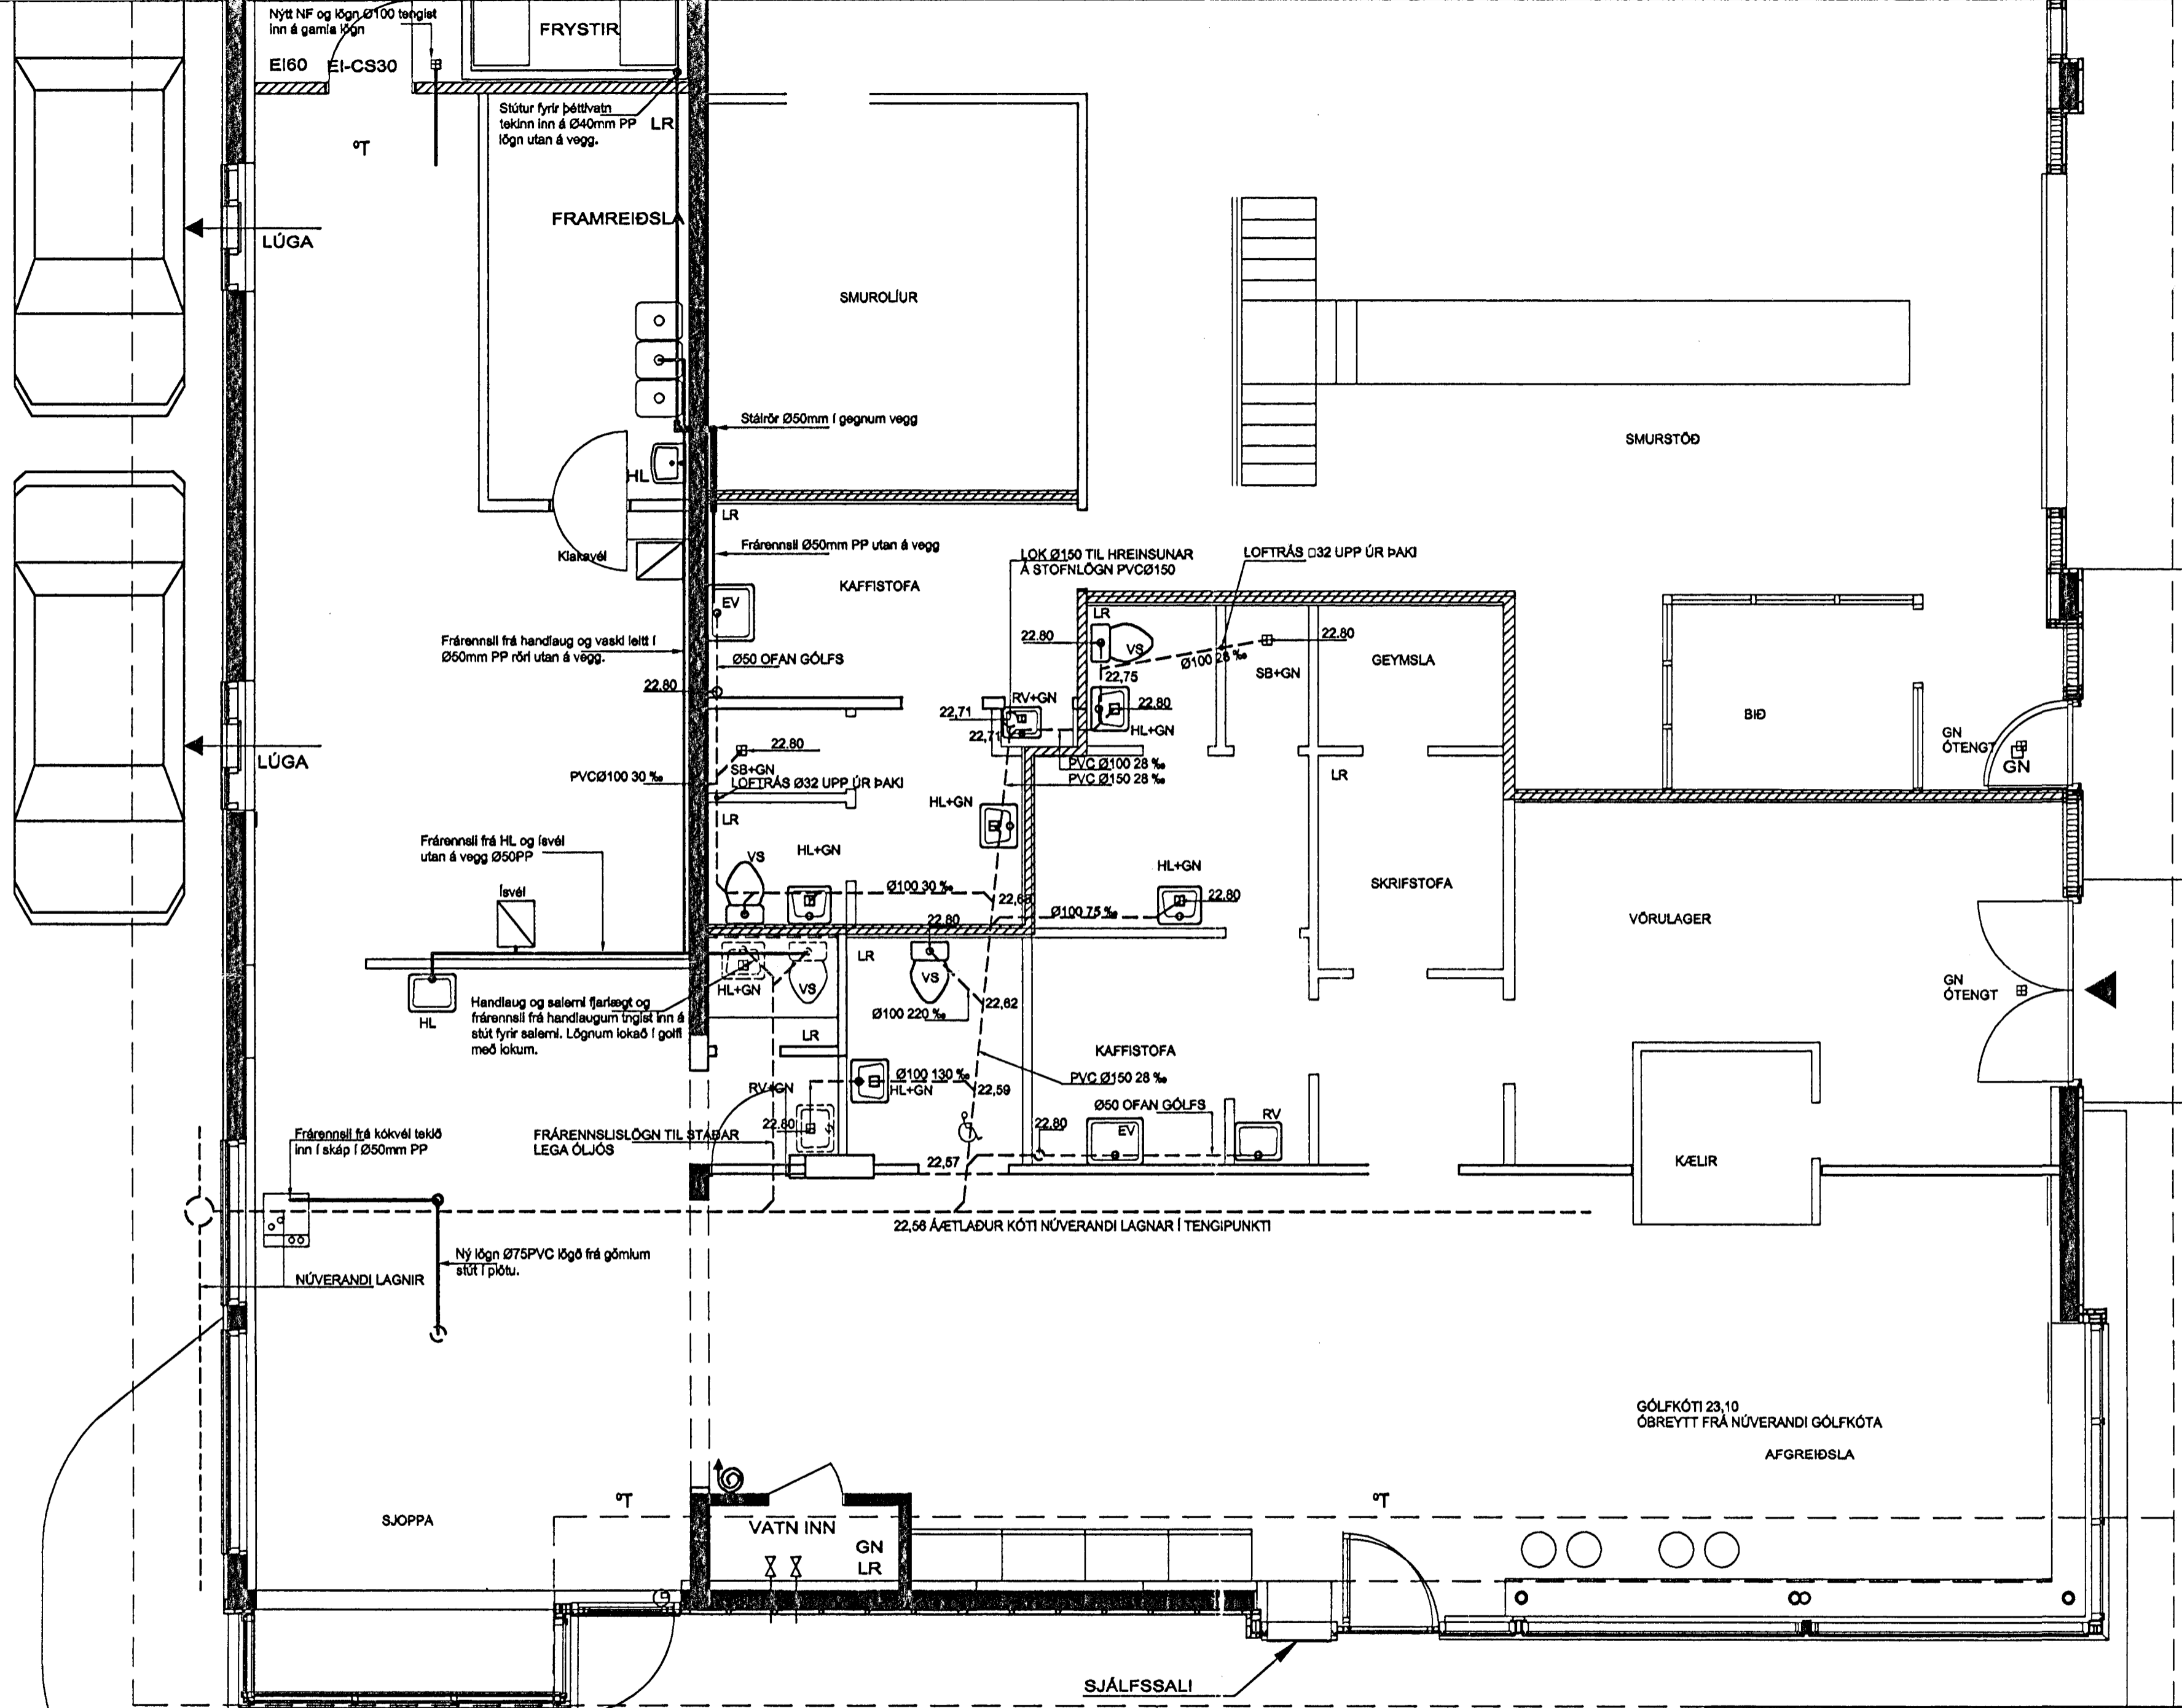 Nýtt NF og lögn Ø100 tengist
inn á gamla lögn
EI60 EI-CS30
FRYSTIR
Stútur fyrir þéttivatn
tekinn inn á Ø40mm PP
lögn utan á vegg.
LR
°T
FRAMREIÐSLA
LÚGA
SMUROLÍUR
Stálrör Ø50mm í gegnum vegg
SMURSTÖÐ
HL
LR
Klakavél
Frárennsli Ø50mm PP utan á vegg
KAFFISTOFA
LOK Ø150 TIL HREINSUNAR
Á STOFNLÖGN PVCØ150
LOFTRÁS □32 UPP ÚR ÞAKI
EV
LR
22.80
VS
22.80
Ø100 28 ‰
SB+GN
GEYMSLA
22,75
Frárennsli frá handlaug og vaski leitt í
Ø50mm PP röri utan á vegg.
Ø50 OFAN GÓLFS
22.80
RV+GN
22,71
22,71
22.80
HL+GN
BIÐ
GN
ÓTENGT
GN
22.80
SB+GN
PVCØ100 30 ‰
LOFTRÁS Ø32 UPP ÚR ÞAKI
PVC Ø100 28 ‰
PVC Ø150 28 ‰
LR
LÚGA
HL+GN
LR
Frárennsli frá HL og ísvél
utan á vegg Ø50PP
VS
HL+GN
HL+GN
Ísvél
Ø100 30 ‰
Ø100 75 ‰
22.80
22.80
SKRIFSTOFA
VÖRULAGER
LR
VS
VS
HL+GN
22,62
Ø100 220 ‰
GN
ÓTENGT
HL
Handlaug og salerni fjarlægt og
frárennsli frá handlaugum tngist inn á
stút fyrir salerni. Lögnum lokað í golfi
með lokum.
LR
KAFFISTOFA
PVC Ø150 28 ‰
Ø100 130 ‰
HL+GN
22,59
RV+GN
22.80
Ø50 OFAN GÓLFS
22.80
EV
RV
Frárennsli frá kókvél tekið
inn í skáp í Ø50mm PP
FRÁRENNSLISLÖGN TIL STAÐAR
LEGA ÓLJÓS
22,57
KÆLIR
22,56 ÁÆTLAÐUR KÓTI NÚVERANDI LAGNAR Í TENGIPUNKTI
Ný lögn Ø75PVC lögð frá gömlum
stút í plötu.
NÚVERANDI LAGNIR
GÓLFKÓTI 23,10
ÓBREYTT FRÁ NÚVERANDI GÓLFKÓTA
AFGREIÐSLA
°T
°T
SJOPPA
VATN INN
GN
LR
SJÁLFSSALI